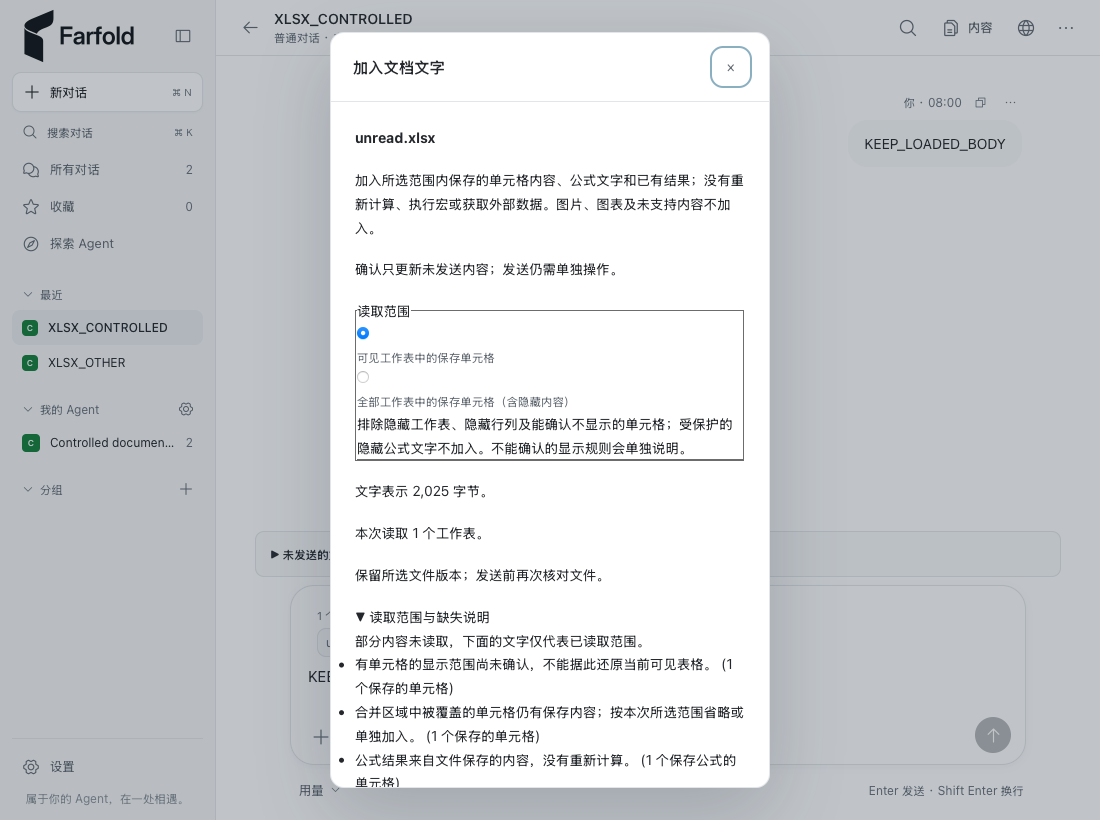 Farfold
新对话
⌘ N
搜索对话
⌘ K
所有对话
2
收藏
0
探索 Agent
最近
C XLSX_CONTROLLED
C XLSX_OTHER
我的 Agent
C Controlled documen... 2
分组
设置
属于你的 Agent，在一处相遇。
XLSX_CONTROLLED
普通对话 ·
内容
你 · 08:00
KEEP_LOADED_BODY
未发送的
KEE
用量
Enter 发送 · Shift Enter 换行
加入文档文字
×
unread.xlsx
加入所选范围内保存的单元格内容、公式文字和已有结果；没有重
新计算、执行宏或获取外部数据。图片、图表及未支持内容不加
入。
确认只更新未发送内容；发送仍需单独操作。
读取范围
可见工作表中的保存单元格
全部工作表中的保存单元格（含隐藏内容）
排除隐藏工作表、隐藏行列及能确认不显示的单元格；受保护的
隐藏公式文字不加入。不能确认的显示规则会单独说明。
文字表示 2,025 字节。
本次读取 1 个工作表。
保留所选文件版本；发送前再次核对文件。
▼ 读取范围与缺失说明
部分内容未读取，下面的文字仅代表已读取范围。
• 有单元格的显示范围尚未确认，不能据此还原当前可见表格。 (1
个保存的单元格)
• 合并区域中被覆盖的单元格仍有保存内容；按本次所选范围省略或
单独加入。 (1 个保存的单元格)
• 公式结果来自文件保存的内容，没有重新计算。 (1 个保存公式的
单元格)